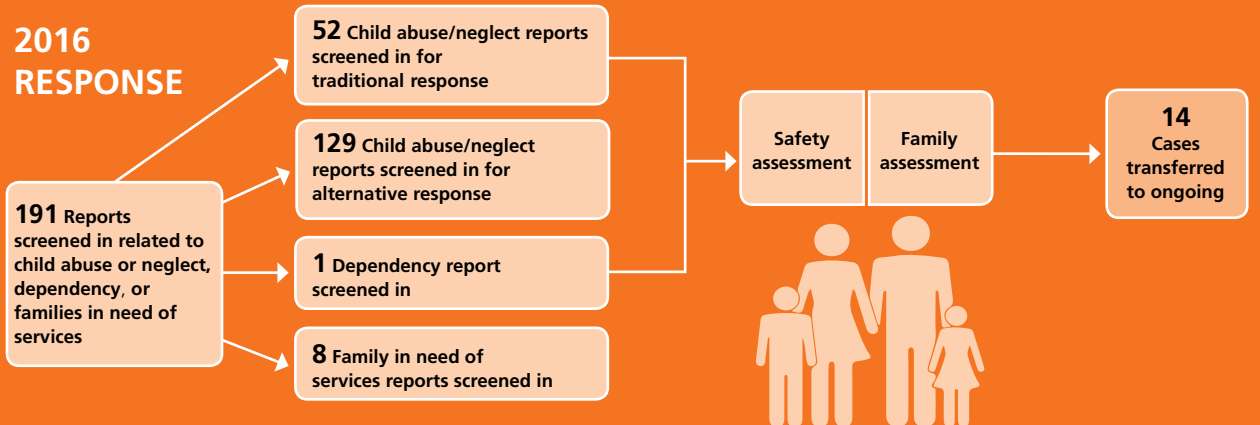 2016
RESPONSE
191 Reports
screened in related to
child abuse or neglect,
dependency, or
families in need of
services
52 Child abuse/neglect reports
screened in for
traditional response
129 Child abuse/neglect
reports screened in for
alternative response
1 Dependency report
screened in
8 Family in need of
services reports screened in
Safety
assessment
Family
assessment
14
Cases
transferred
to ongoing